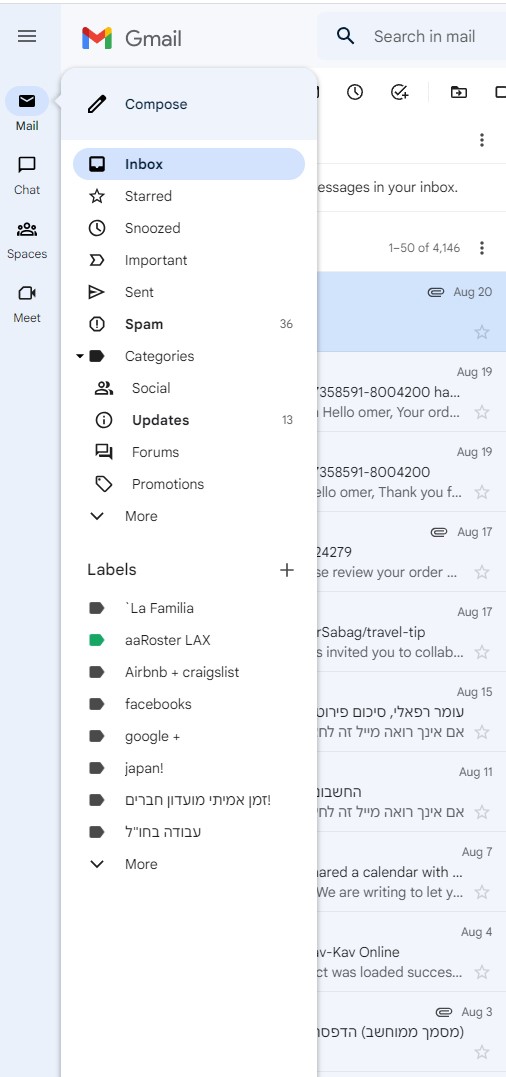 Gmail
Search in mail
Mail
Chat
Spaces
Meet
Compose
Inbox
Starred
Snoozed
Important
Sent
Spam 36
Categories
Social
Updates 13
Forums
Promotions
More
Labels
`La Familia
aaRoster LAX
Airbnb + craigslist
facebooks
google +
japan!
זמן אמיתי מועדון חברים!
עבודה בחו"ל
More
essages in your inbox.
1–50 of 4,146
Aug 20
Aug 19
7358591-8004200 ha...
Hello omer, Your ord...
Aug 19
7358591-8004200
ello omer, Thank you f...
Aug 17
24279
se review your order ...
Aug 17
rSabag/travel-tip
s invited you to collab...
Aug 15
עומר רפאלי, סיכום פירוט
אם אינך רואה מייל זה לחי
Aug 11
החשבונ
אם אינך רואה מייל זה לחי
Aug 7
ared a calendar with ...
We are writing to let y...
Aug 4
av-Kav Online
ct was loaded succes...
Aug 3
(מסמך ממוחשב) הדפסו